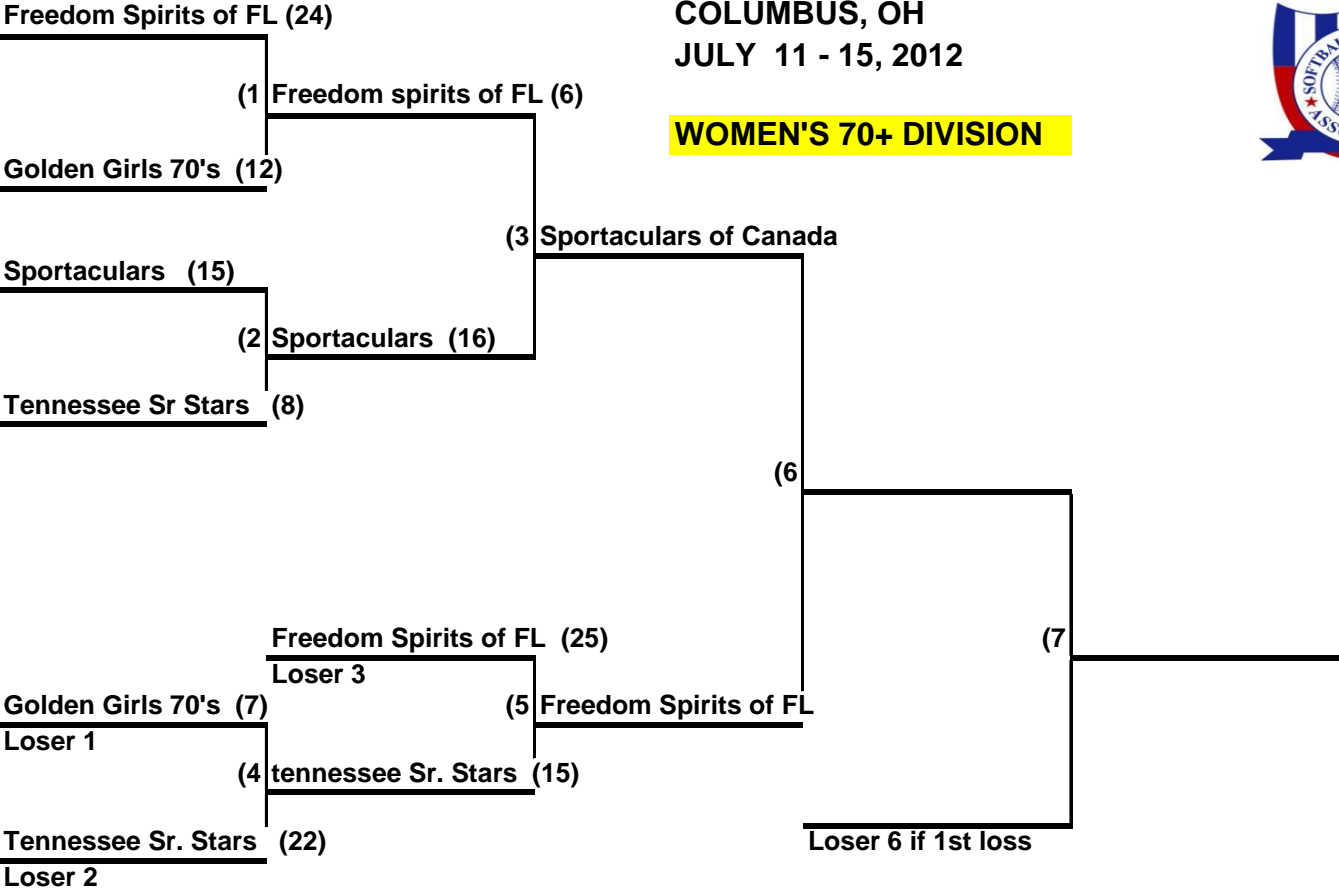 Freedom Spirits of FL (24)
COLUMBUS, OH
JULY 11 - 15, 2012
(1 Freedom spirits of FL (6)
WOMEN'S 70+ DIVISION
Golden Girls 70's (12)
(3 Sportaculars of Canada
Sportaculars (15)
(2 Sportaculars (16)
Tennessee Sr Stars (8)
(6
Freedom Spirits of FL (25)
(7
Loser 3
Golden Girls 70's (7)
(5 Freedom Spirits of FL
Loser 1
(4 tennessee Sr. Stars (15)
Tennessee Sr. Stars (22)
Loser 6 if 1st loss
Loser 2